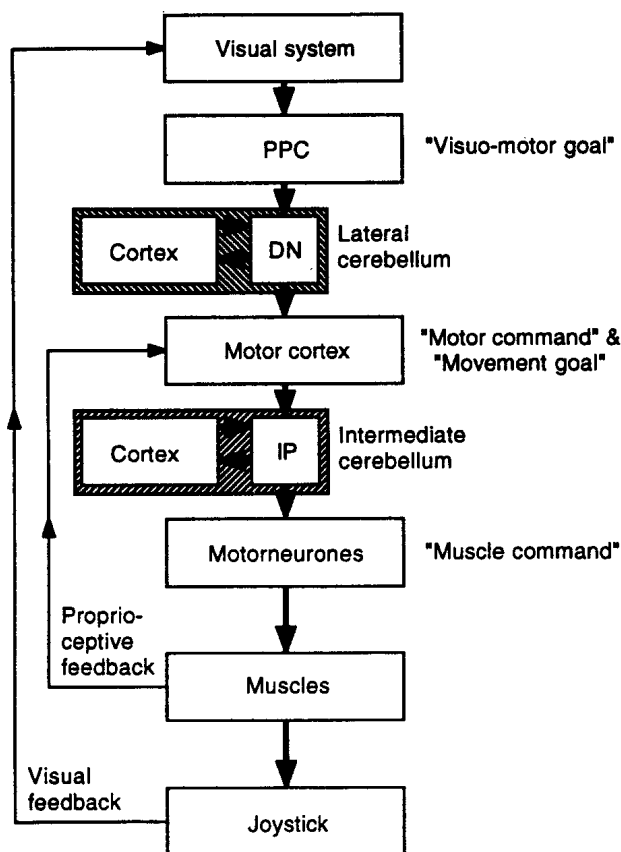 Visual system
PPC
"Visuo-motor goal"
Cortex
DN
Lateral
cerebellum
Motor cortex
"Motor command" &
"Movement goal"
Cortex
IP
Intermediate
cerebellum
Motorneurones
"Muscle command"
Proprio-
ceptive
feedback
Muscles
Visual
feedback
Joystick